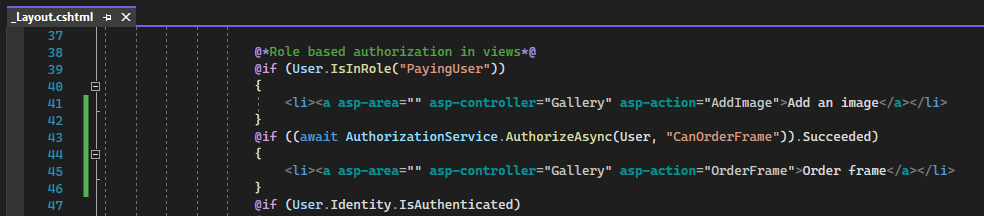 _Layout.cshtml
37
38 @*Role based authorization in views*@
39 @if (User.IsInRole("PayingUser"))
40 {
41 <li><a asp-area="" asp-controller="Gallery" asp-action="AddImage">Add an image</a></li>
42 }
43 @if ((await AuthorizationService.AuthorizeAsync(User, "CanOrderFrame")).Succeeded)
44 {
45 <li><a asp-area="" asp-controller="Gallery" asp-action="OrderFrame">Order frame</a></li>
46 }
47 @if (User.Identity.IsAuthenticated)